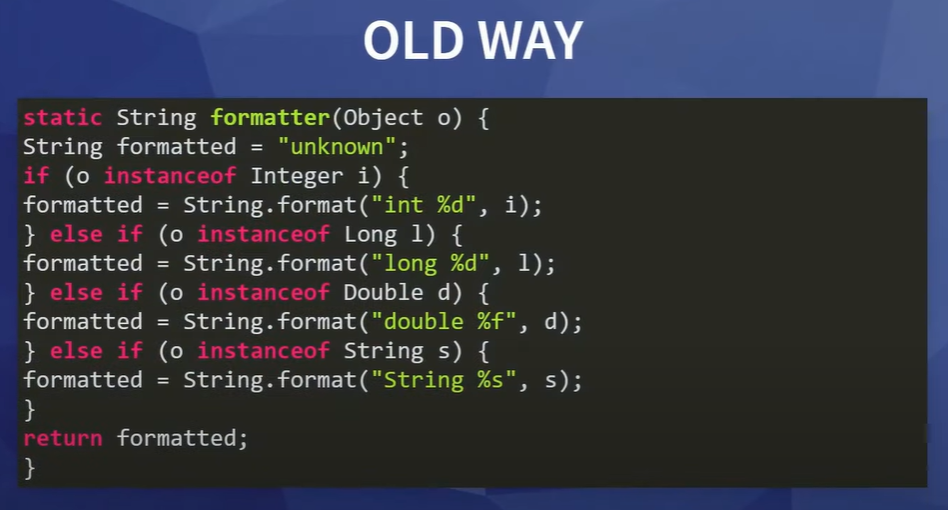 OLD WAY
static String formatter(Object o) {
String formatted = "unknown";
if (o instanceof Integer i) {
formatted = String.format("int %d", i);
} else if (o instanceof Long l) {
formatted = String.format("long %d", l);
} else if (o instanceof Double d) {
formatted = String.format("double %f", d);
} else if (o instanceof String s) {
formatted = String.format("String %s", s);
}
return formatted;
}